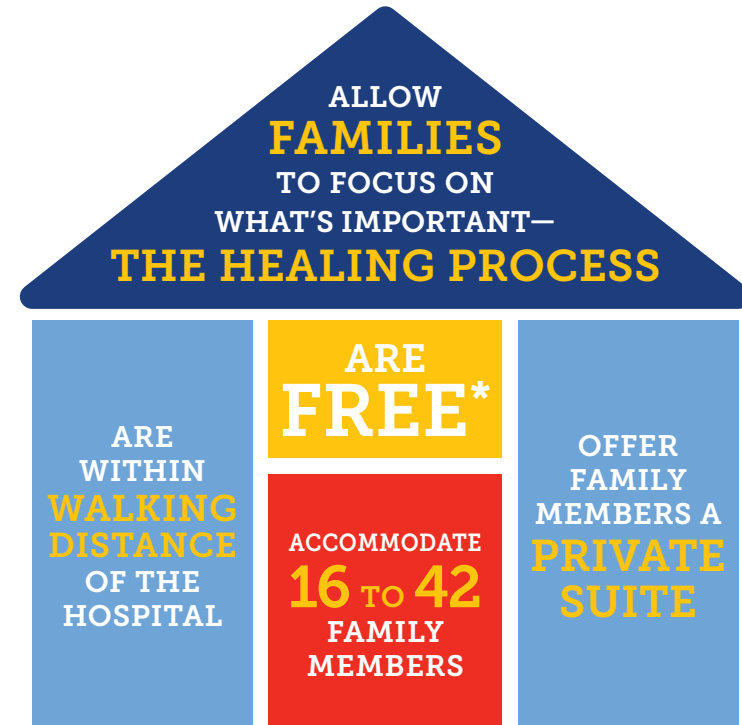 ALLOW
FAMILIES
TO FOCUS ON
WHAT'S IMPORTANT—
THE HEALING PROCESS
ARE
WITHIN
WALKING
DISTANCE
OF THE
HOSPITAL
ARE
FREE*
ACCOMMODATE
16 TO 42
FAMILY
MEMBERS
OFFER
FAMILY
MEMBERS A
PRIVATE
SUITE